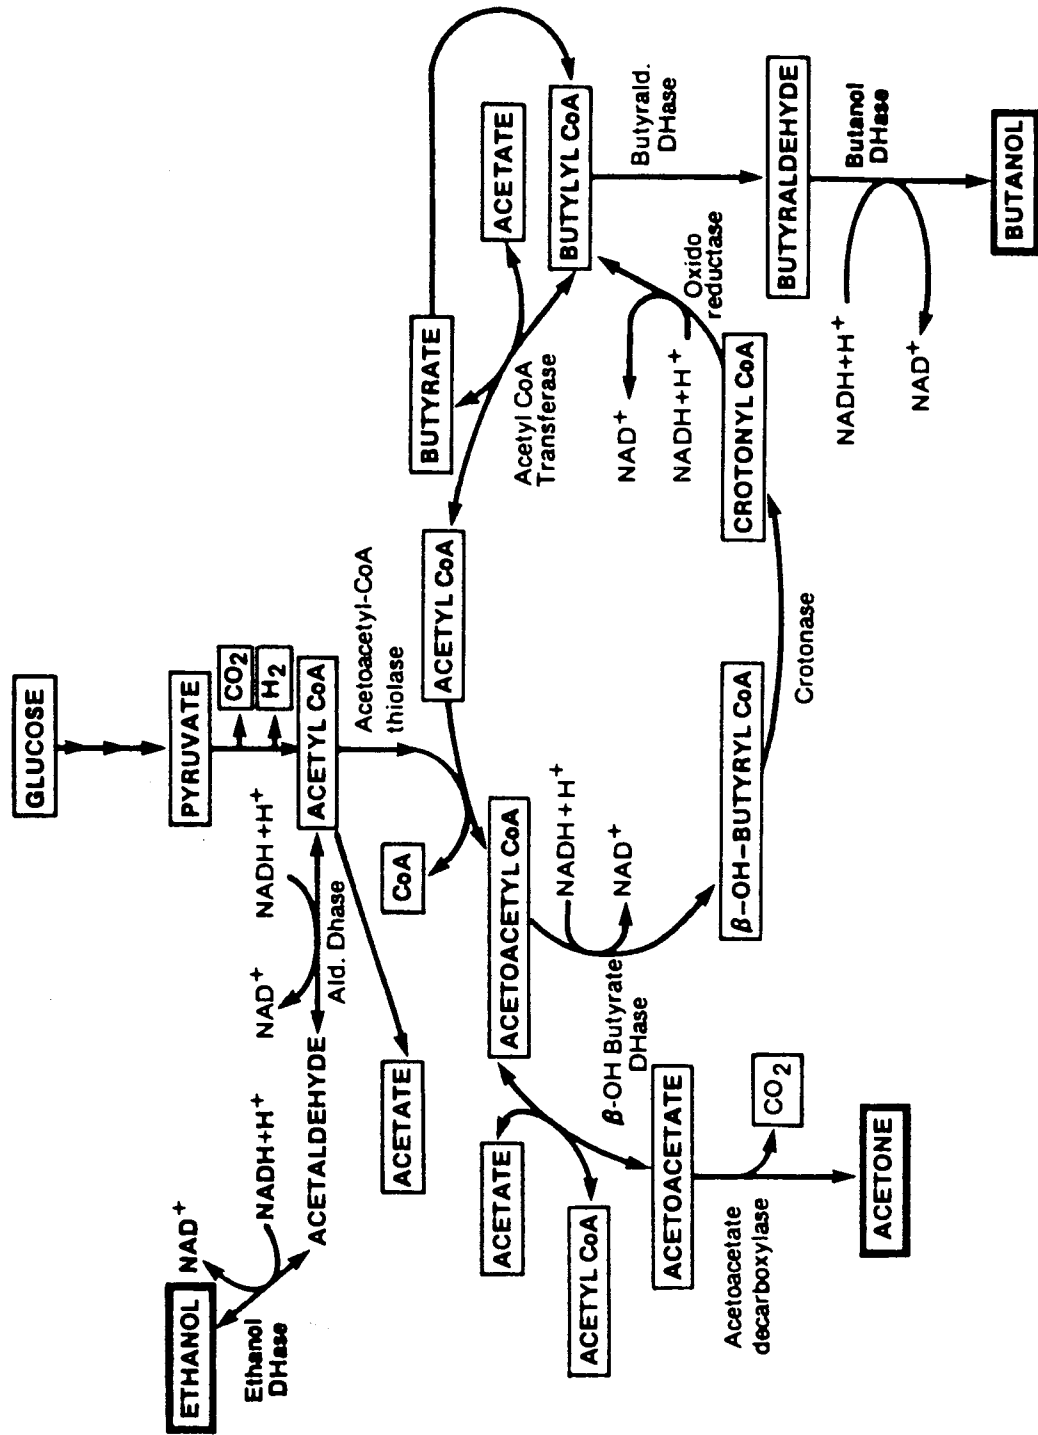 GLUCOSE
PYRUVATE
CO2
H2
ACETYL CoA
NADH+H+
NAD+
Ald. Dhase
ACETALDEHYDE
NADH+H+
NAD+
ETHANOL
Ethanol
DHase
ACETATE
Acetoacetyl-CoA
thiolase
CoA
ACETYL CoA
BUTYRATE
ACETATE
Acetyl CoA
Transferase
BUTYLYL CoA
ACETOACETYL CoA
NADH+H+
NAD+
β-OH Butyrate
DHase
ACETATE
ACETYL CoA
ACETOACETATE
Acetoacetate
decarboxylase
CO2
ACETONE
β-OH-BUTYRYL CoA
Crotonase
CROTONYL CoA
NAD+
NADH+H+
Oxido
reductase
Butyrald.
DHase
BUTYRALDEHYDE
Butanol
DHase
NADH+H+
NAD+
BUTANOL